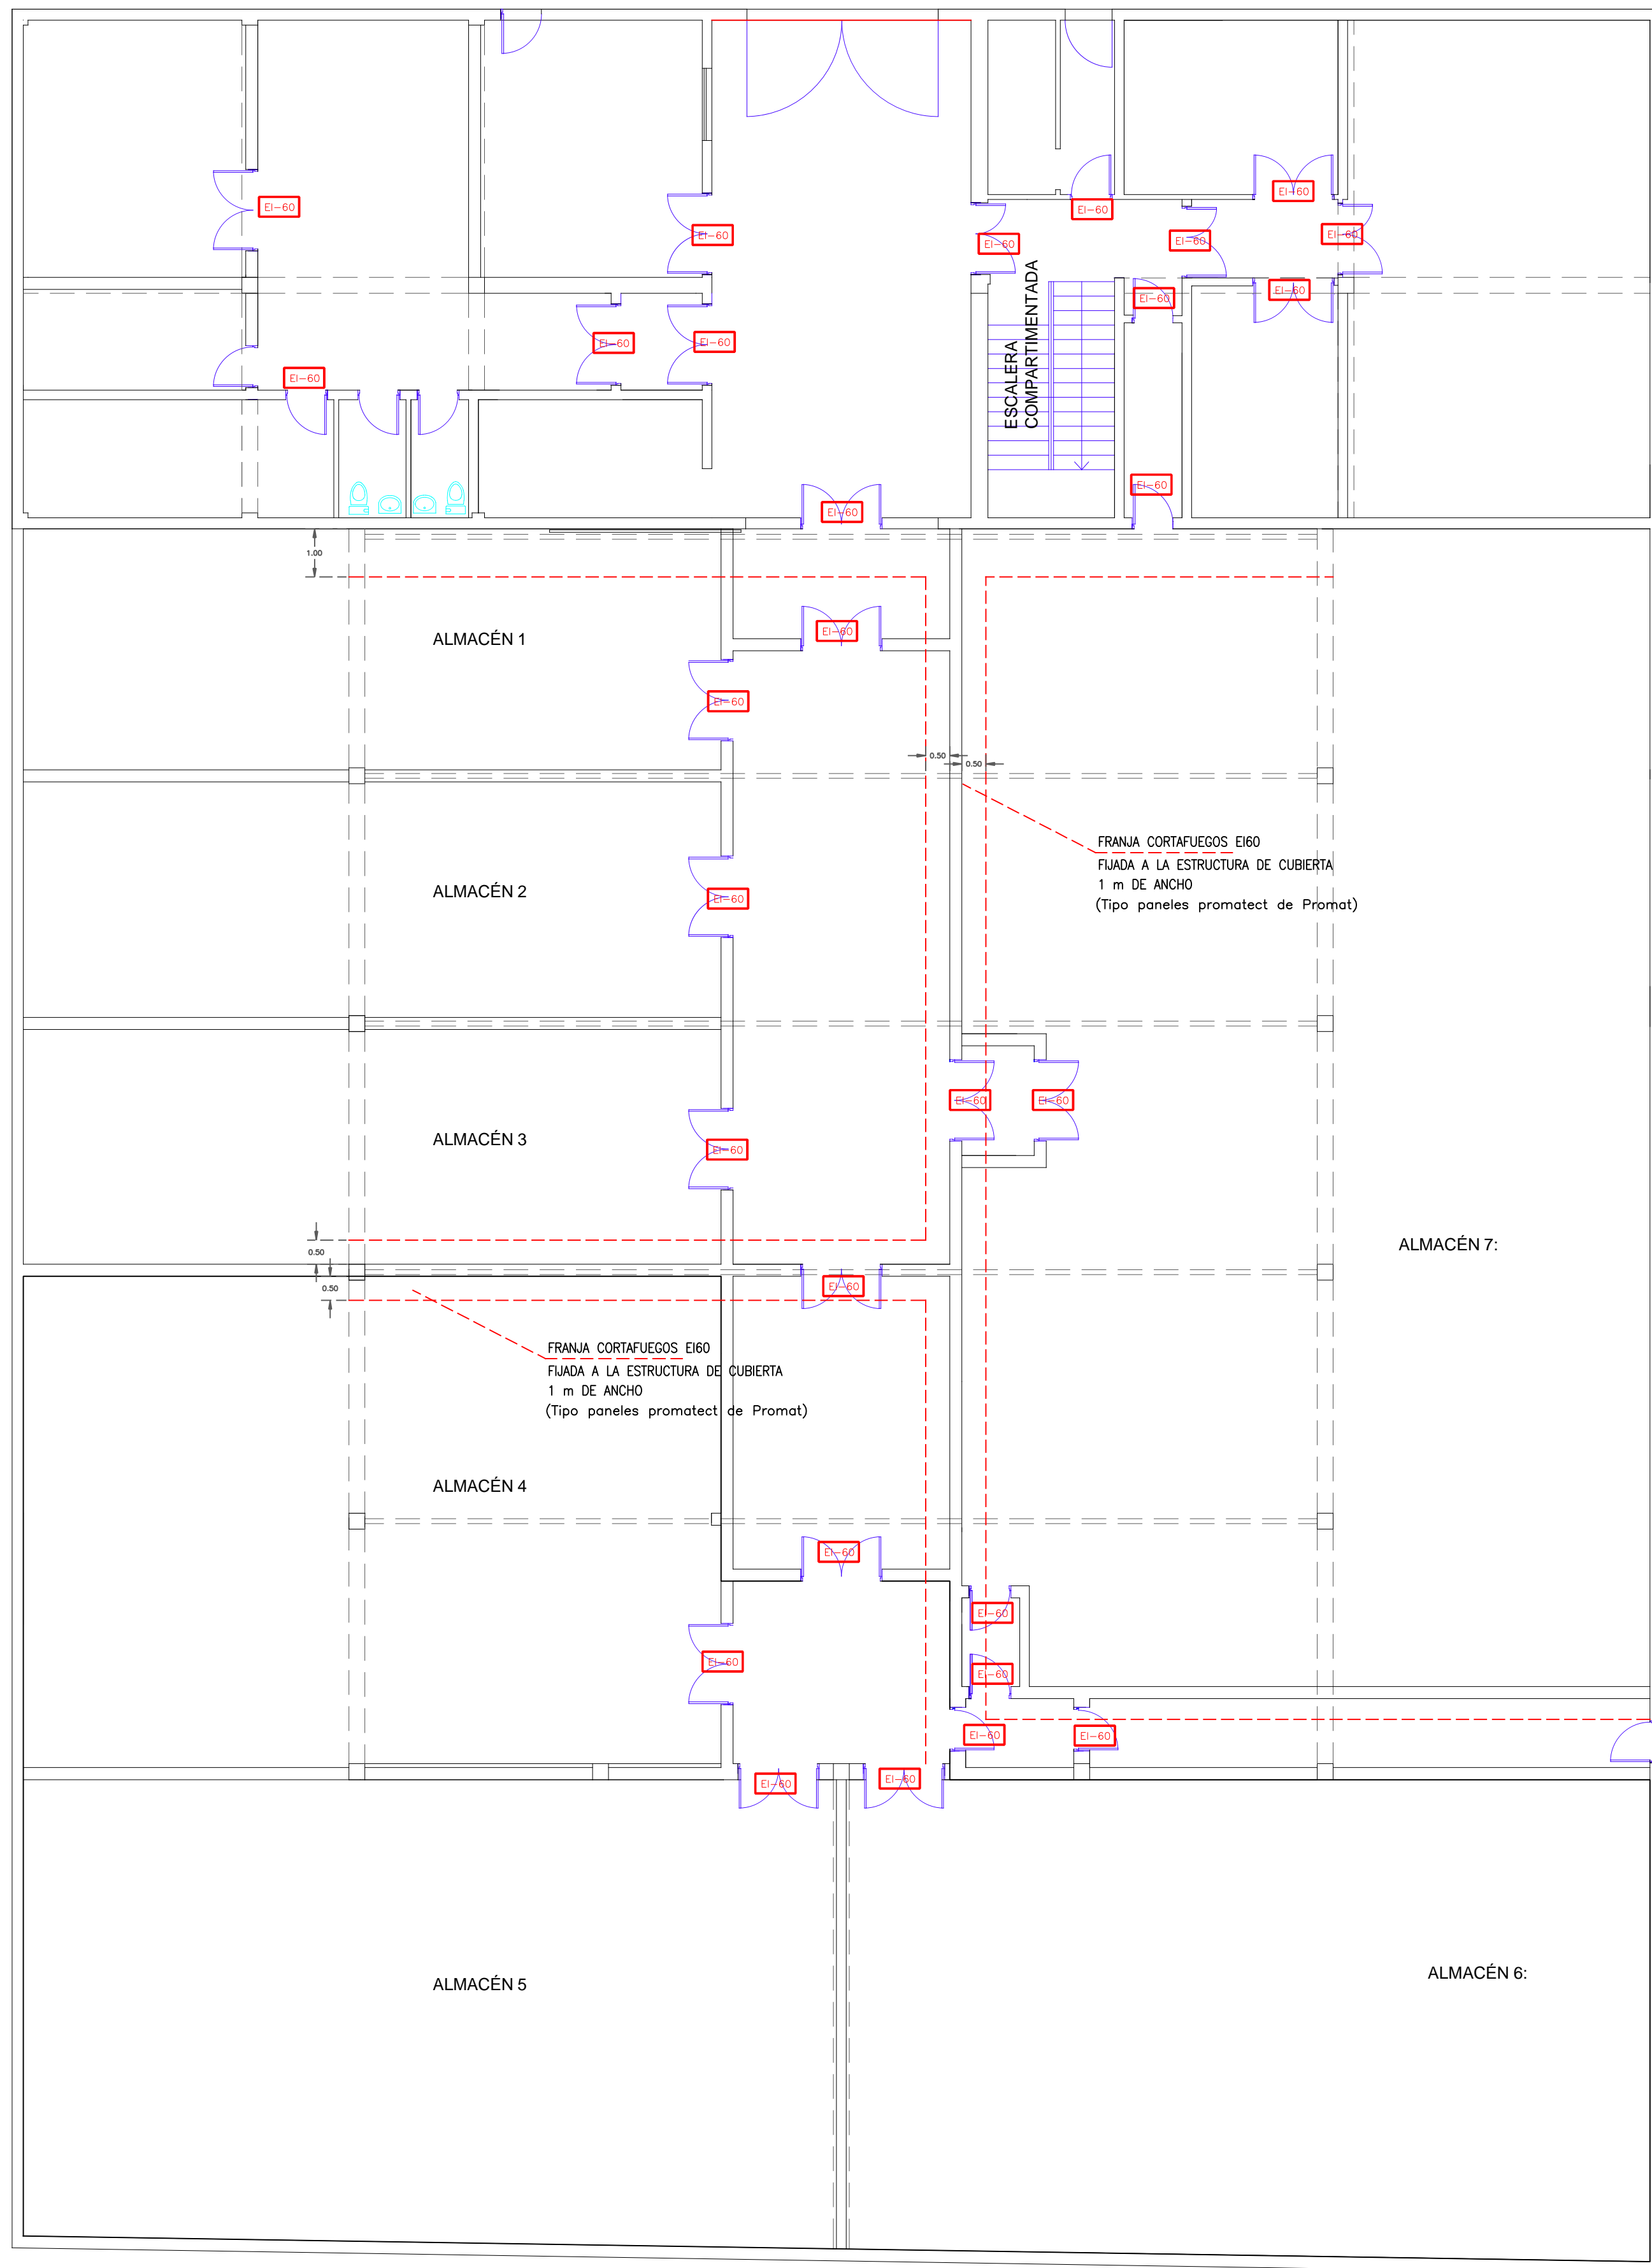 EI-60
EI-60
EI-60
EI-60
EI-60
EI-60
EI-60
EI-60
EI-60
EI-60
EI-60
EI-60
EI-60
ESCALERA
COMPARTIMENTADA
EI-60
EI-60
1.00
ALMACÉN 1
EI-60
EI-60
0.50
0.50
FRANJA CORTAFUEGOS EI60
FIJADA A LA ESTRUCTURA DE CUBIERTA
1 m DE ANCHO
(Tipo paneles promatect de Promat)
ALMACÉN 2
EI-60
EI-60
EI-60
ALMACÉN 3
EI-60
ALMACÉN 7:
0.50
0.50
EI-60
FRANJA CORTAFUEGOS EI60
FIJADA A LA ESTRUCTURA DE CUBIERTA
1 m DE ANCHO
(Tipo paneles promatect de Promat)
ALMACÉN 4
EI-60
EI-60
EI-60
EI-60
EI-60
EI-60
EI-60
EI-60
ALMACÉN 6:
ALMACÉN 5